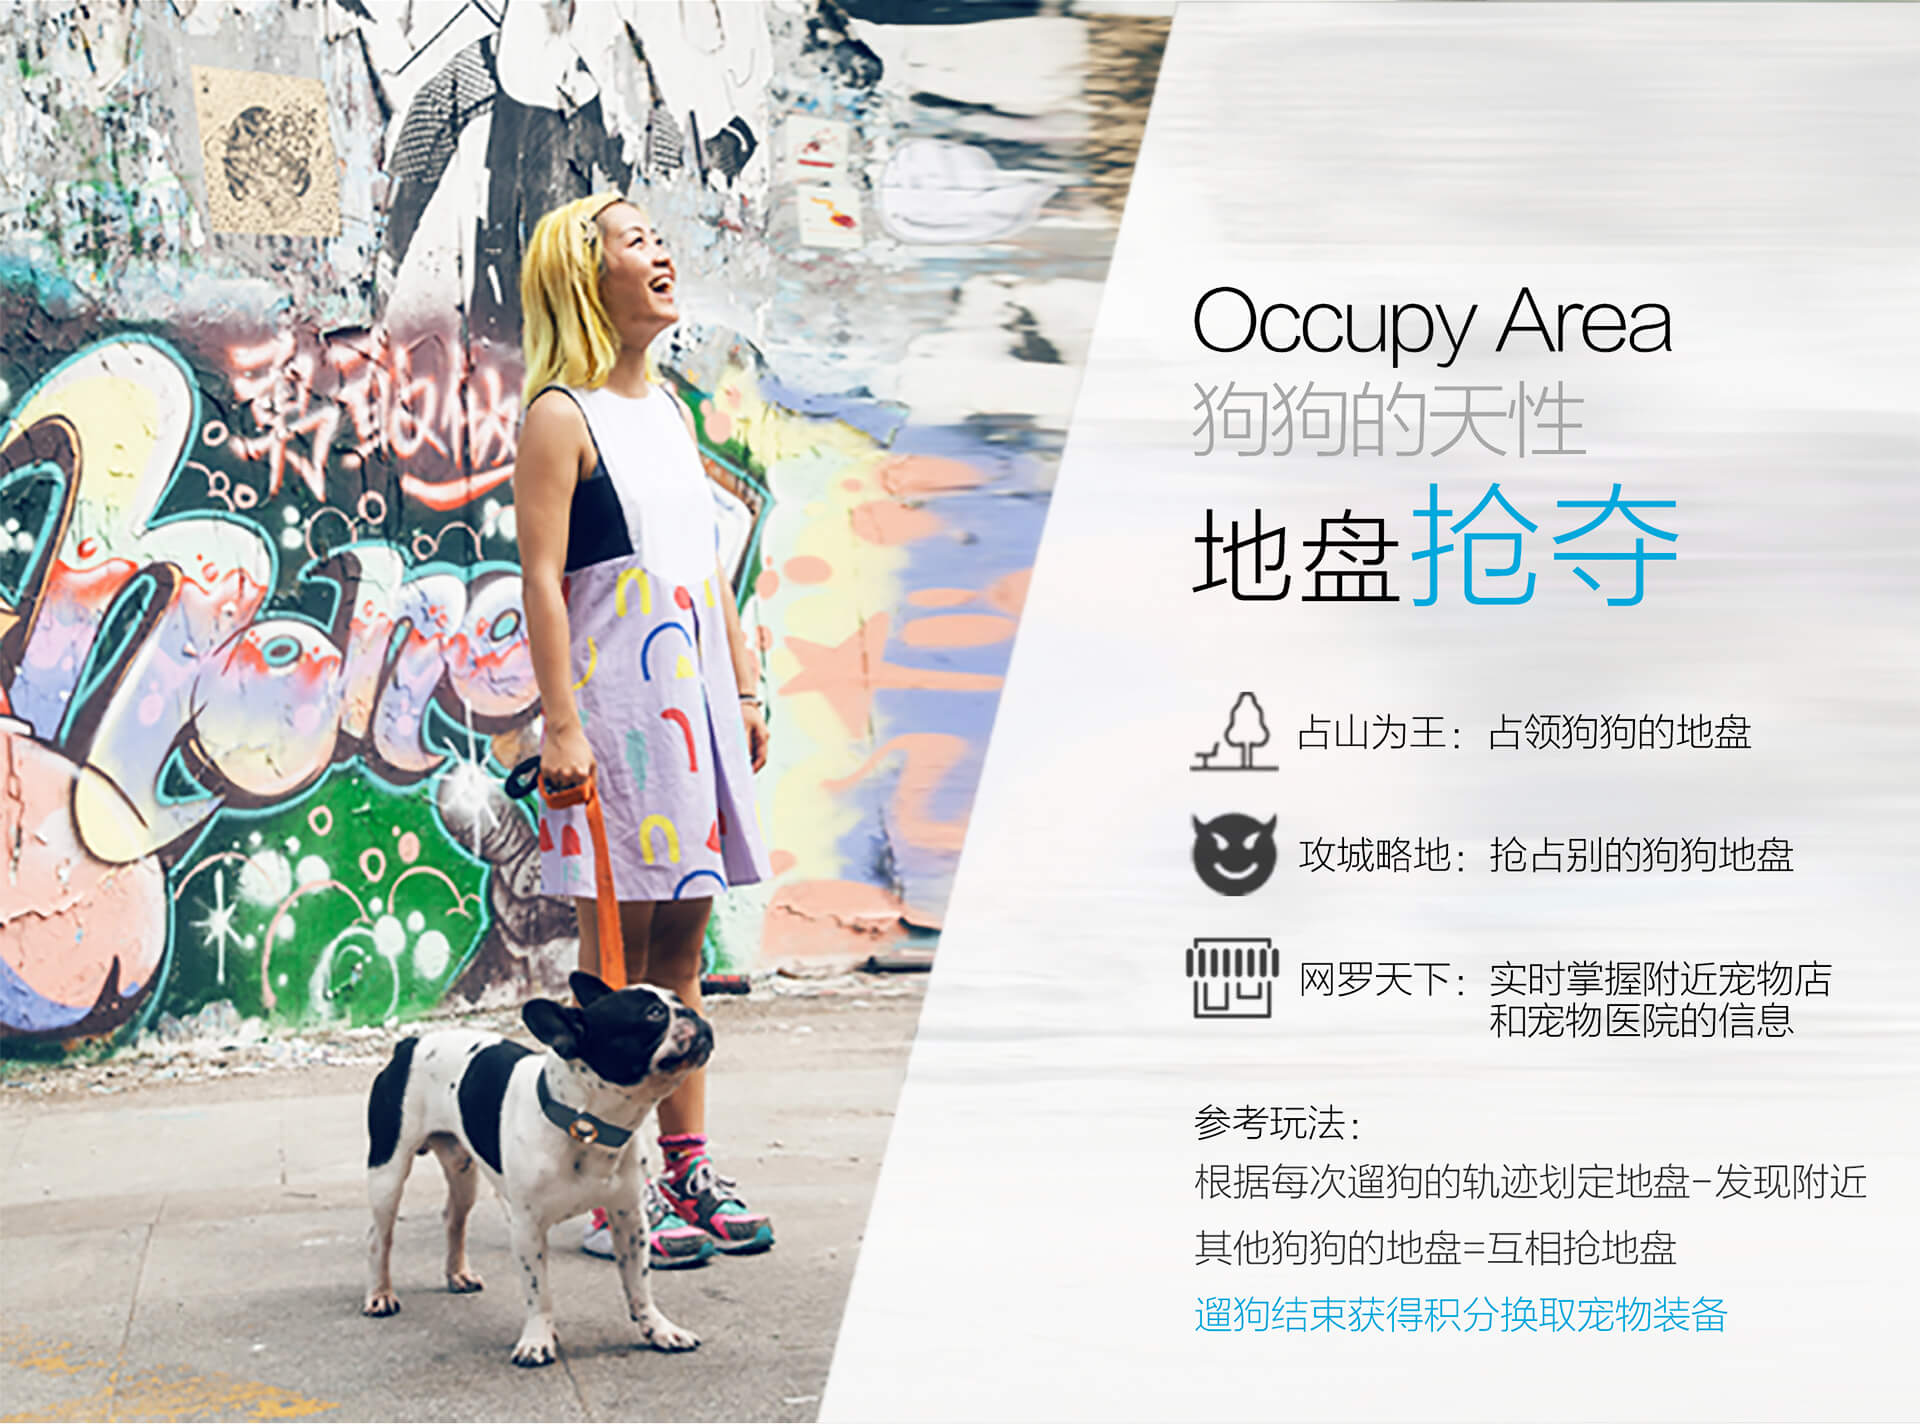 Occupy Area
狗狗的天性
地盘抢夺
占山为王：占领狗狗的地盘
攻城略地：抢占别的狗狗地盘
网罗天下：实时掌握附近宠物店
和宠物医院的信息
参考玩法：
根据每次遛狗的轨迹划定地盘-发现附近
其他狗狗的地盘=互相抢地盘
遛狗结束获得积分换取宠物装备